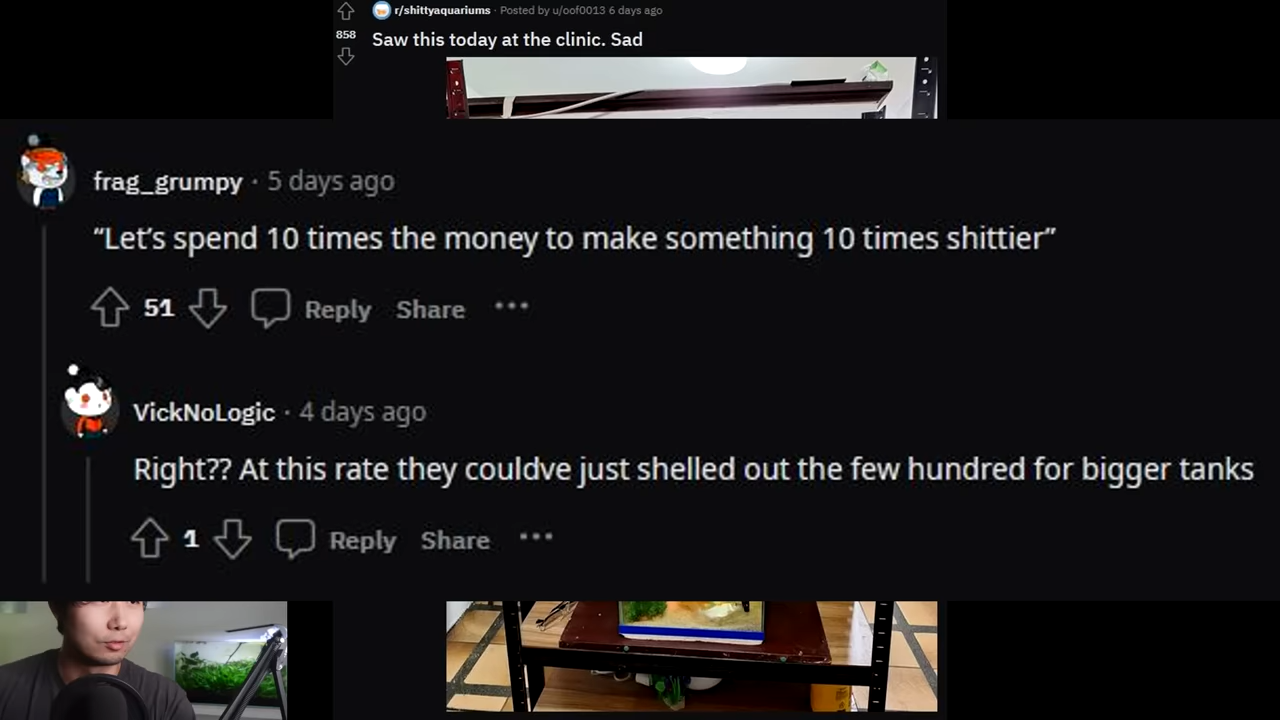 r/shittyaquariums · Posted by u/oof0013 6 days ago
858
Saw this today at the clinic. Sad
frag_grumpy · 5 days ago
“Let’s spend 10 times the money to make something 10 times shittier”
51 Reply Share ···
VickNoLogic · 4 days ago
Right?? At this rate they couldve just shelled out the few hundred for bigger tanks
1 Reply Share ···